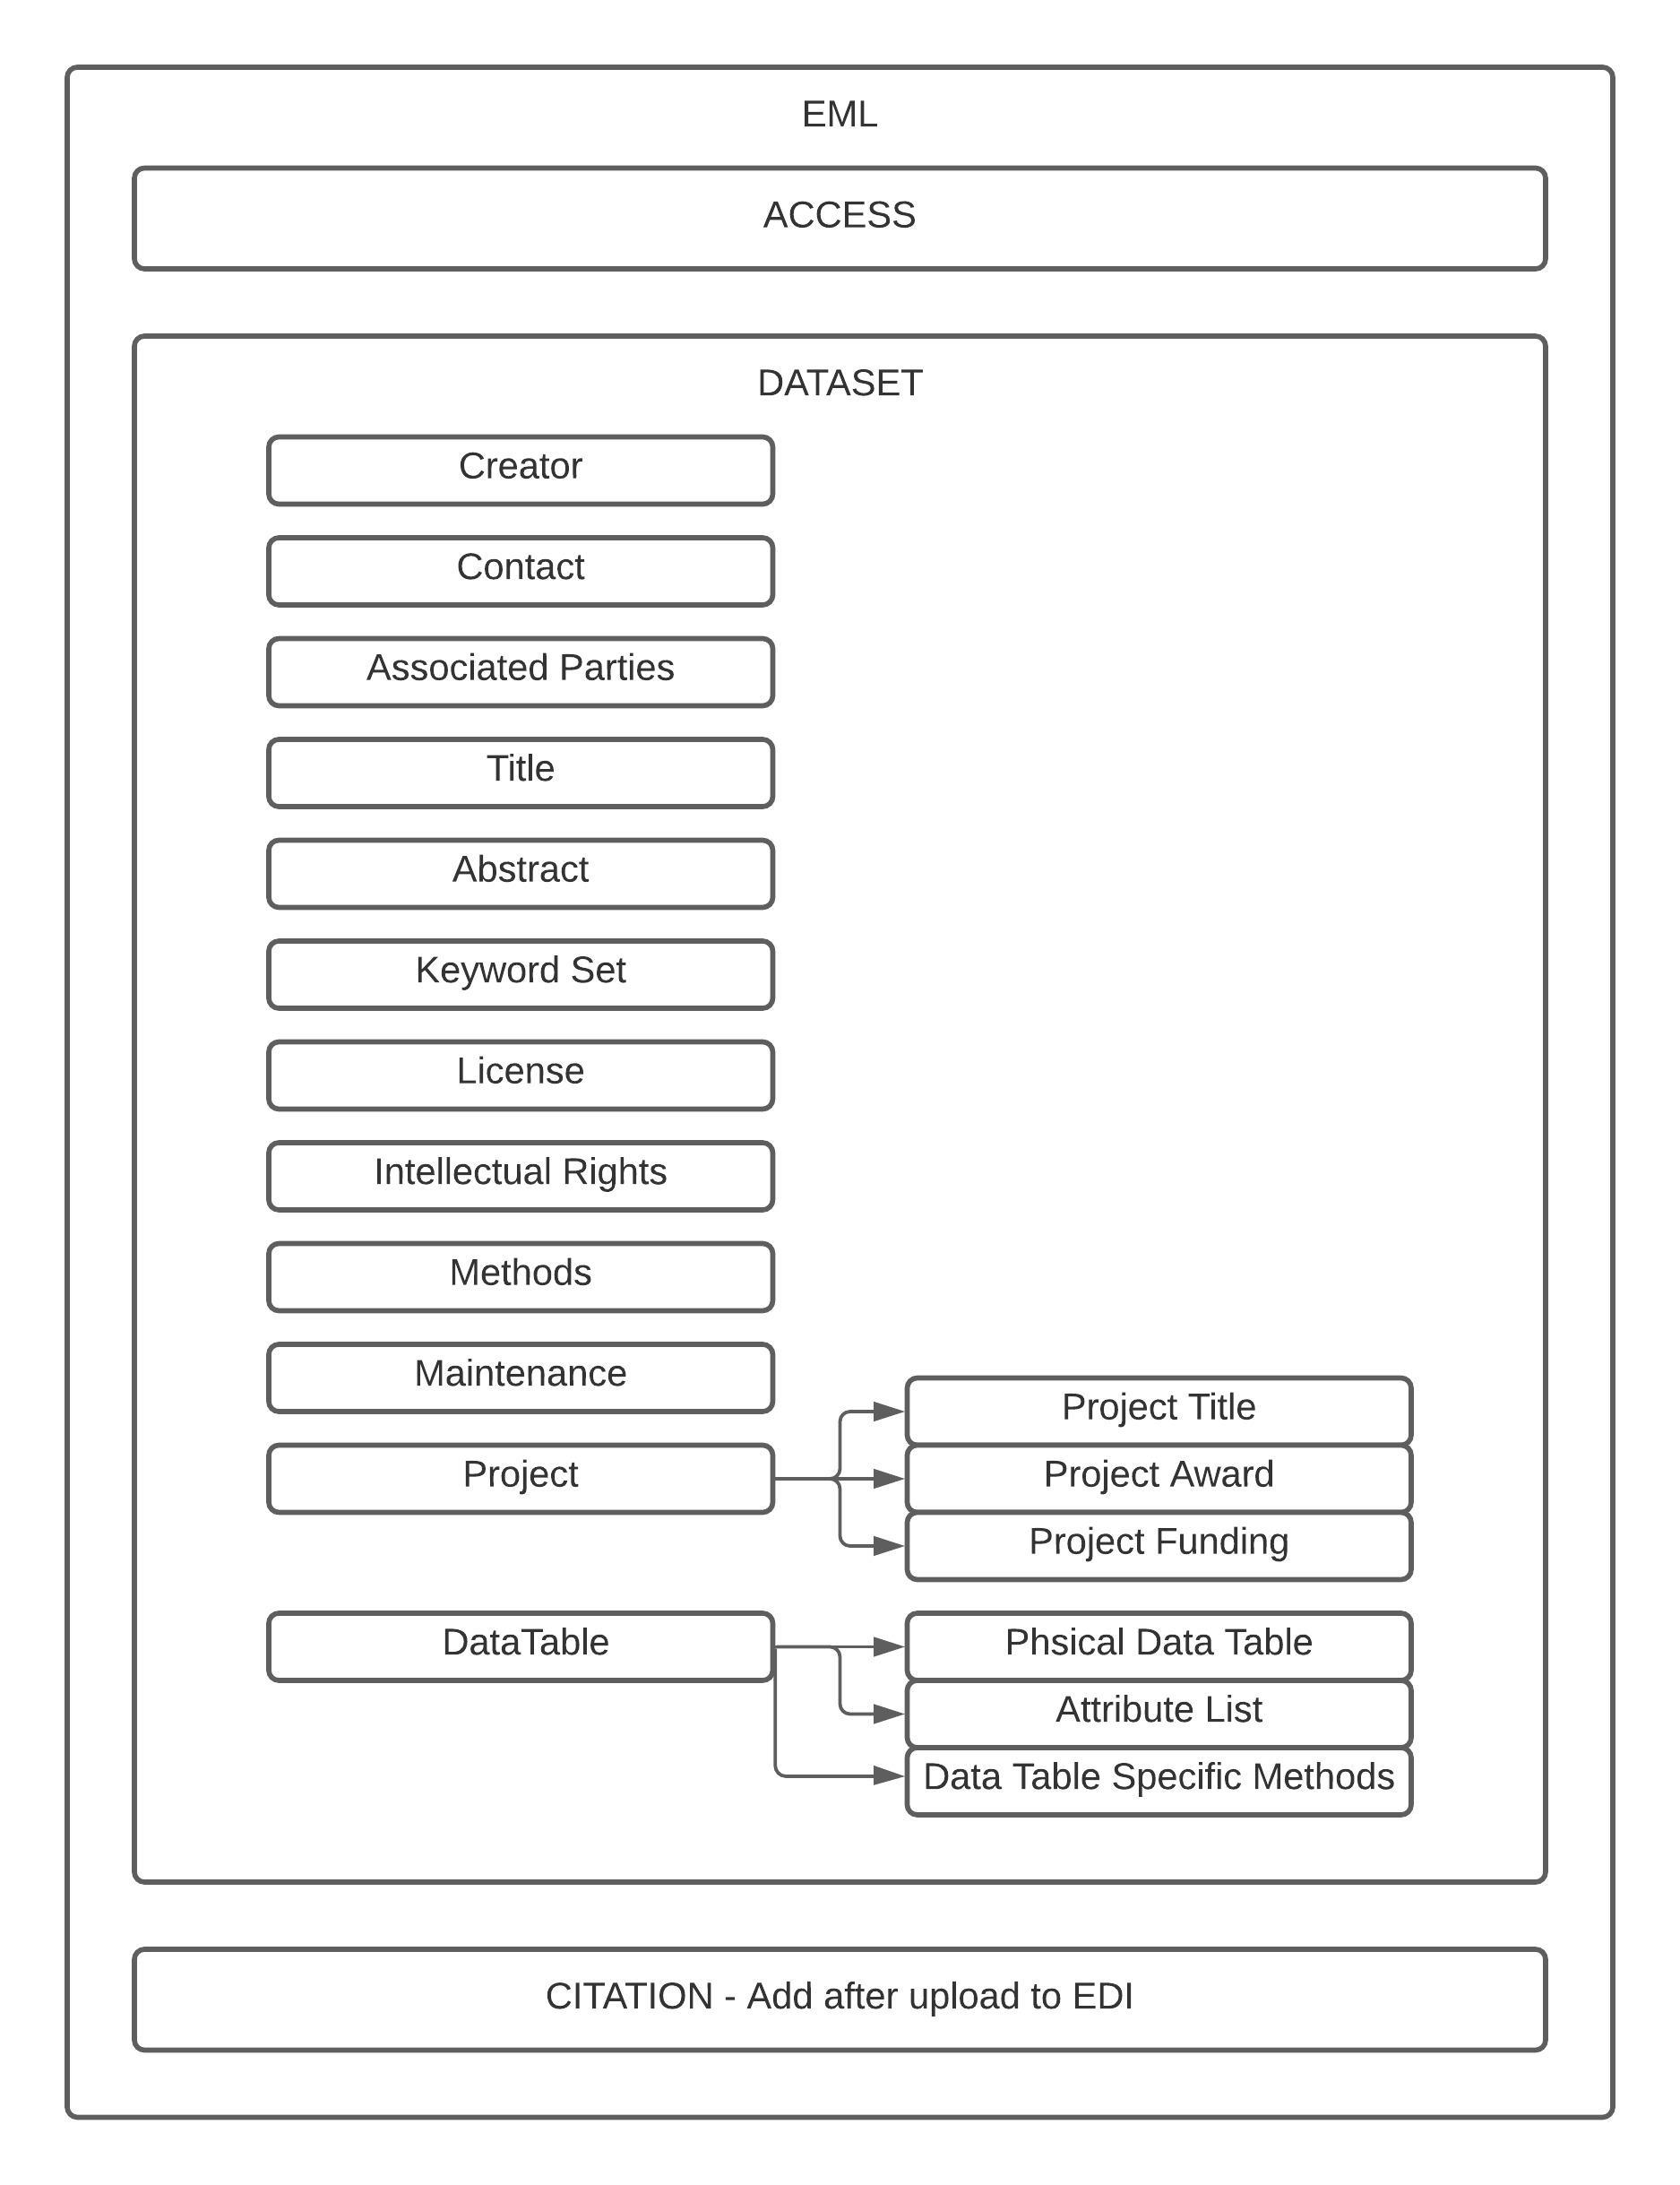 EML
ACCESS
DATASET
Creator
Contact
Associated Parties
Title
Abstract
Keyword Set
License
Intellectual Rights
Methods
Maintenance
Project
Project Title
Project Award
Project Funding
DataTable
Phsical Data Table
Attribute List
Data Table Specific Methods
CITATION - Add after upload to EDI